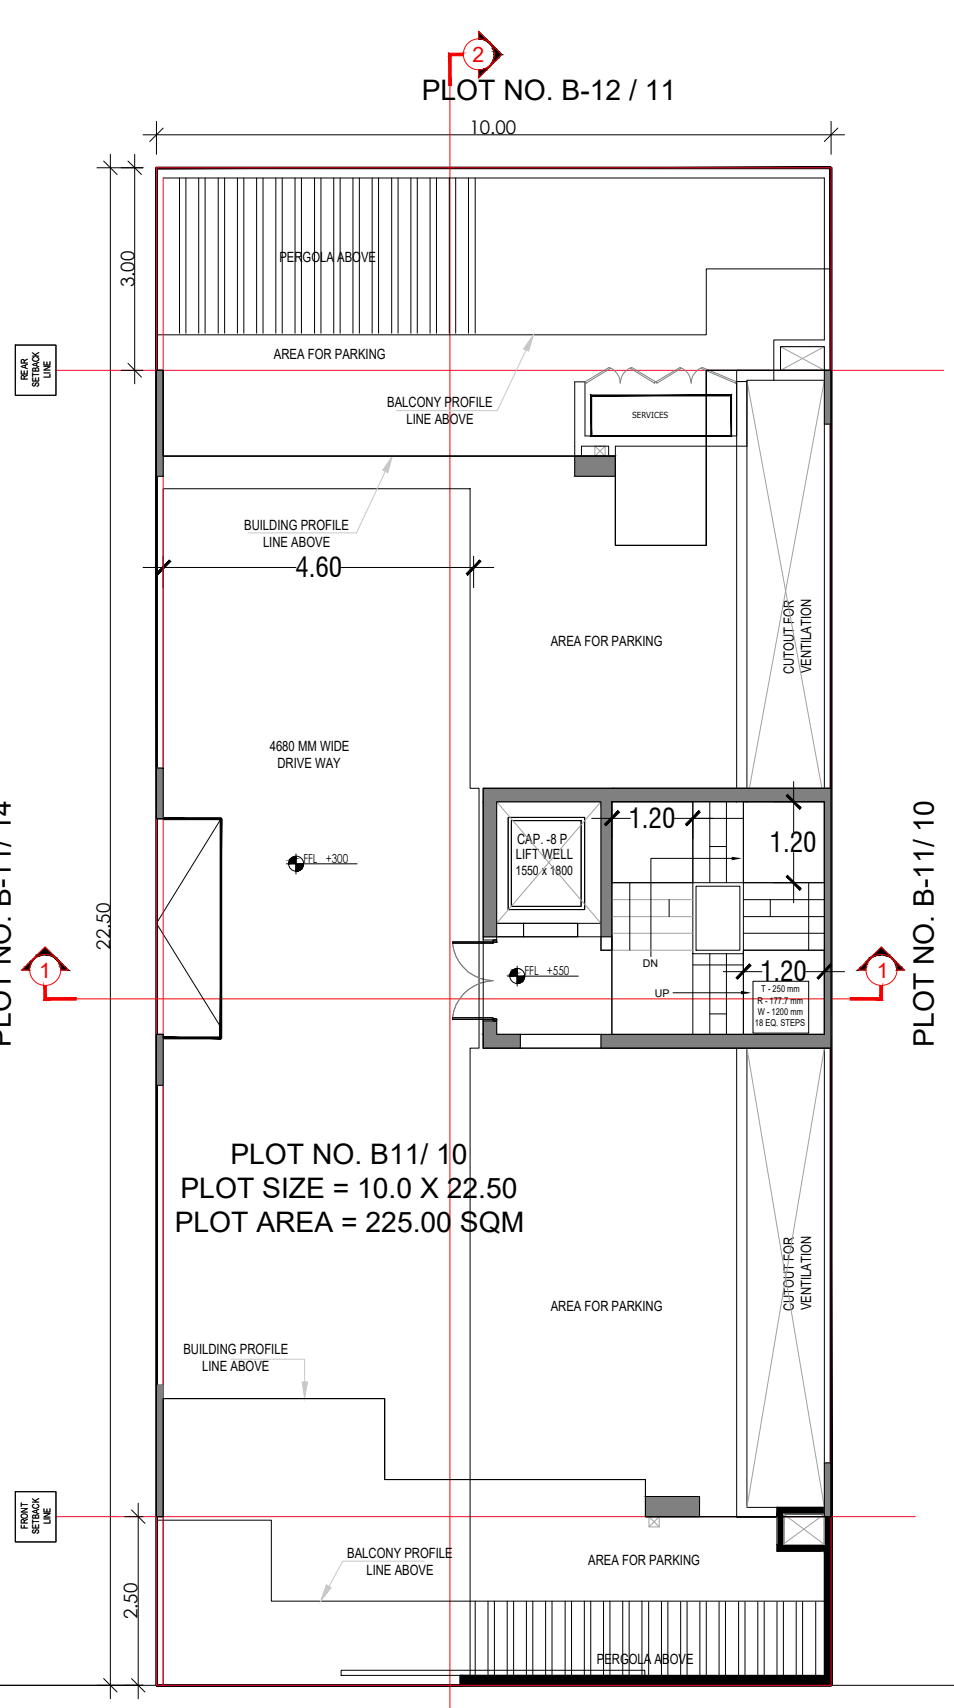 2
PLOT NO. B-12 / 11
10.00
3.00
PERGOLA ABOVE
AREA FOR PARKING
REAR
SETBACK
LINE
BALCONY PROFILE
LINE ABOVE
SERVICES
BUILDING PROFILE
LINE ABOVE
4.60
AREA FOR PARKING
CUTOUT FOR
VENTILATION
4680 MM WIDE
DRIVE WAY
1.20
1.20
CAP. -8 P
LIFT WELL
1550 x 1800
FFL +300
PLOT NO. B-11/ 14
PLOT NO. B-11/ 10
22.50
DN
FFL +550
1.20
1
1
UP
T - 250 mm
R - 177.7 mm
W - 1200 mm
18 EQ. STEPS
PLOT NO. B11/ 10
PLOT SIZE = 10.0 X 22.50
PLOT AREA = 225.00 SQM
CUTOUT FOR
VENTILATION
AREA FOR PARKING
BUILDING PROFILE
LINE ABOVE
FRONT
SETBACK
LINE
BALCONY PROFILE
LINE ABOVE
AREA FOR PARKING
2.50
PERGOLA ABOVE